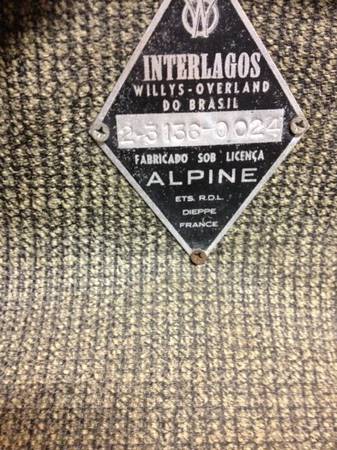 INTERLAGOS
WILLYS-OVERLAND
DO BRASIL
2-3136-0024
FABRICADO SOB LICENÇA
ALPINE
ETS. R.D.L.
DIEPPE
FRANCE